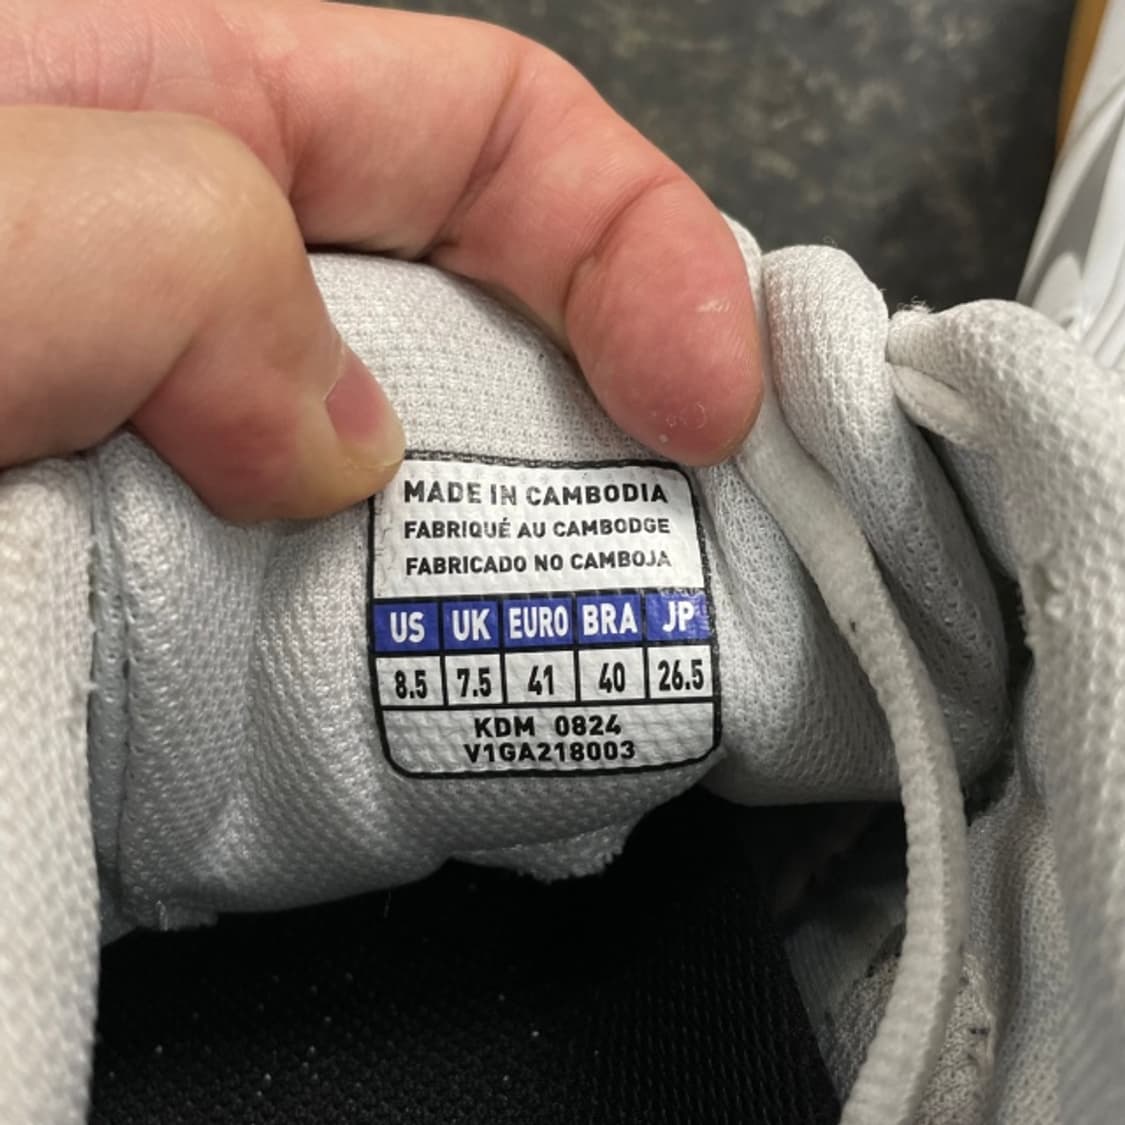 MADE IN CAMBODIA
FABRIQUÉ AU CAMBODGE
FABRICADO NO CAMBOJA
US UK EURO BRA JP
8.5 7.5 41 40 26.5
KDM 0824
V1GA218003